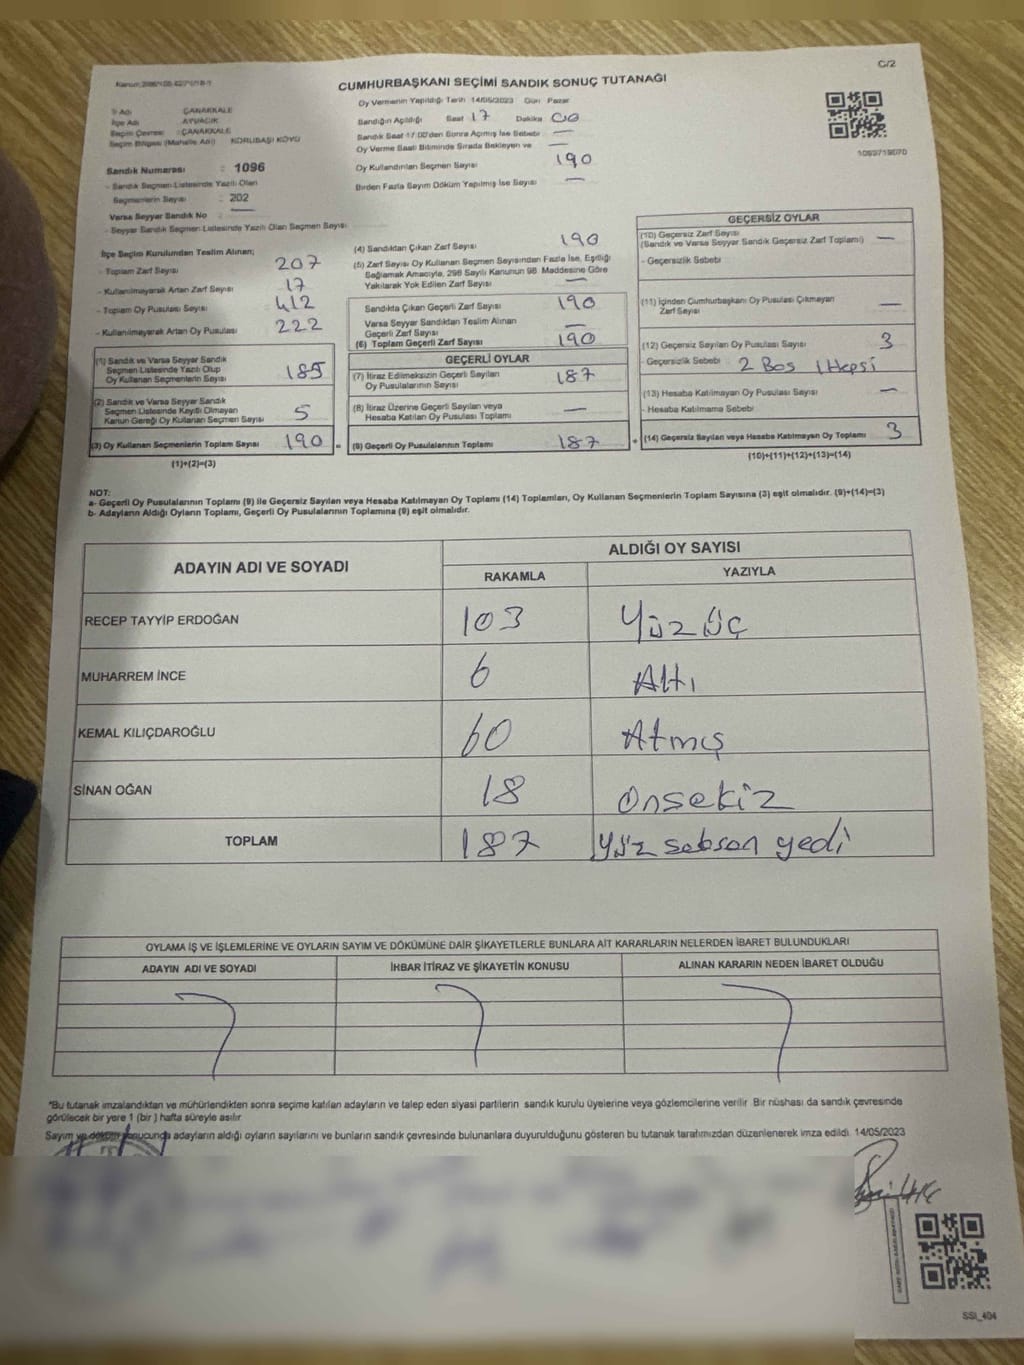 C/2
CUMHURBAŞKANI SEÇİMİ SANDIK SONUÇ TUTANAĞI
Oy Vermenin Yapıldığı Tarih 14/05/2023 Gün Pazar
İl Adı ÇANAKKALE
İlçe Adı AYVACIK
Seçim Çevresi : ÇANAKKALE
Seçim Bölgesi (Mahalle Adı) KORUBAŞI KÖYÜ
Sandığın Açıldığı Saat 17 Dakika 00
Sandık Saat 17:00'den Sonra Açılmış İse Sebebi —
Oy Verme Saati Bitiminde Sırada Bekleyen ve —
Oy Kullandırılan Seçmen Sayısı 190
Birden Fazla Sayım Döküm Yapılmış İse Sayısı —
1093719070
Sandık Numarası : 1096
- Sandık Seçmen Listesinde Yazılı Olan
Seçmenlerin Sayısı : 202
Varsa Seyyar Sandık No —
- Seyyar Sandık Seçmen Listesinde Yazılı Olan Seçmen Sayısı
İlçe Seçim Kurulundan Teslim Alınan;
- Toplam Zarf Sayısı 207
- Kullanılmayarak Artan Zarf Sayısı 17
- Toplam Oy Pusulası Sayısı 412
- Kullanılmayarak Artan Oy Pusulası 222
(1) Sandık ve Varsa Seyyar Sandık
Seçmen Listesinde Yazılı Olup
Oy Kullanan Seçmenlerin Sayısı 185
(2) Sandık ve Varsa Seyyar Sandık
Seçmen Listesinde Kaydı Olmayan
Kanun Gereği Oy Kullanan Seçmen Sayısı 5
(3) Oy Kullanan Seçmenlerin Toplam Sayısı 190 =
(1)+(2)=(3)
(4) Sandıktan Çıkan Zarf Sayısı 190
(5) Zarf Sayısı Oy Kullanan Seçmen Sayısından Fazla İse, Eşitliği
Sağlamak Amacıyla, 298 Sayılı Kanunun 98. Maddesine Göre
Yakılarak Yok Edilen Zarf Sayısı —
Sandıkta Çıkan Geçerli Zarf Sayısı 190
Varsa Seyyar Sandıktan Teslim Alınan
Geçerli Zarf Sayısı —
(6) Toplam Geçerli Zarf Sayısı 190
GEÇERLİ OYLAR
(7) İtiraz Edilmeksizin Geçerli Sayılan
Oy Pusulalarının Sayısı 187
(8) İtiraz Üzerine Geçerli Sayılan veya
Hesaba Katılan Oy Pusulası Toplamı —
(9) Geçerli Oy Pusulalarının Toplamı 187 +
GEÇERSİZ OYLAR
(10) Geçersiz Zarf Sayısı
(Sandık ve Varsa Seyyar Sandık Geçersiz Zarf Toplamı) —
- Geçersizlik Sebebi
(11) İçinden Cumhurbaşkanı Oy Pusulası Çıkmayan
Zarf Sayısı —
(12) Geçersiz Sayılan Oy Pusulası Sayısı 3
- Geçersizlik Sebebi 2 Bos 1 Hepsi
(13) Hesaba Katılmayan Oy Pusulası Sayısı —
- Hesaba Katılmama Sebebi
(14) Geçersiz Sayılan veya Hesaba Katılmayan Oy Toplamı 3
(10)+(11)+(12)+(13)=(14)
NOT:
a- Geçerli Oy Pusulalarının Toplamı (9) ile Geçersiz Sayılan veya Hesaba Katılmayan Oy Toplamı (14) Toplamları, Oy Kullanan Seçmenlerin Toplam Sayısına (3) eşit olmalıdır. (9)+(14)=(3)
b- Adayların Aldığı Oyların Toplamı, Geçerli Oy Pusulalarının Toplamına (9) eşit olmalıdır.
ADAYIN ADI VE SOYADI
ALDIĞI OY SAYISI
RAKAMLA YAZIYLA
RECEP TAYYİP ERDOĞAN 103 Yüz üç
MUHARREM İNCE 6 Altı
KEMAL KILIÇDAROĞLU 60 Atmış
SİNAN OĞAN 18 Onsekiz
TOPLAM 187 Yüz seksen yedi
OYLAMA İŞ VE İŞLEMLERİNE VE OYLARIN SAYIM VE DÖKÜMÜNE DAİR ŞİKAYETLERLE BUNLARA AİT KARARLARIN NELERDEN İBARET BULUNDUKLARI
ADAYIN ADI VE SOYADI İHBAR İTİRAZ VE ŞİKAYETİN KONUSU ALINAN KARARIN NEDEN İBARET OLDUĞU
*Bu tutanak imzalandıktan ve mühürlendikten sonra seçime katılan adayların ve talep eden siyasi partilerin sandık kurulu üyelerine veya gözlemcilerine verilir. Bir nüshası da sandık çevresinde
görülecek bir yere 1 (bir) hafta süreyle asılır.
Sayım ve döküm sonucunda adayların aldığı oyların sayılarını ve bunların sandık çevresinde bulunanlara duyurulduğunu gösteren bu tutanak tarafımızdan düzenlenerek imza edildi. 14/05/2023
SSI_404